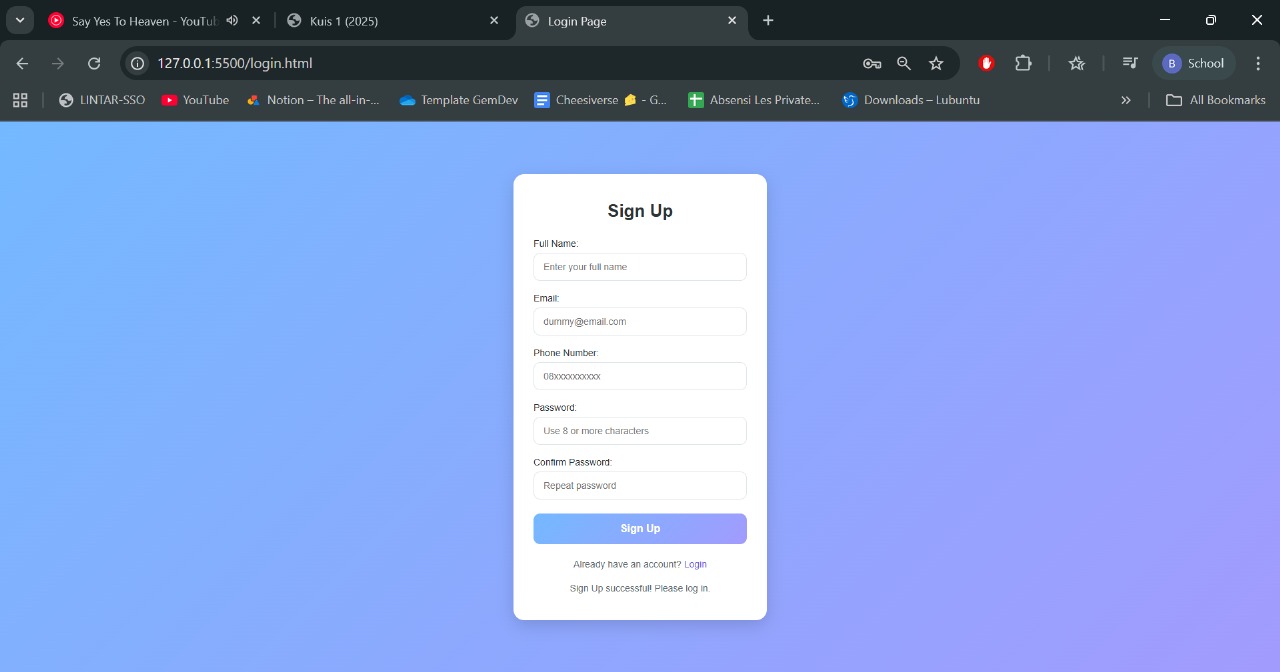 Say Yes To Heaven - YouTub
Kuis 1 (2025)
Login Page
127.0.0.1:5500/login.html
B School
LINTAR-SSO
YouTube
Notion – The all-in-...
Template GemDev
Cheesiverse 🧀 - G...
Absensi Les Private...
Downloads – Lubuntu
All Bookmarks
Sign Up
Full Name:
Enter your full name
Email:
dummy@email.com
Phone Number:
08xxxxxxxxxx
Password:
Use 8 or more characters
Confirm Password:
Repeat password
Sign Up
Already have an account? Login
Sign Up successful! Please log in.